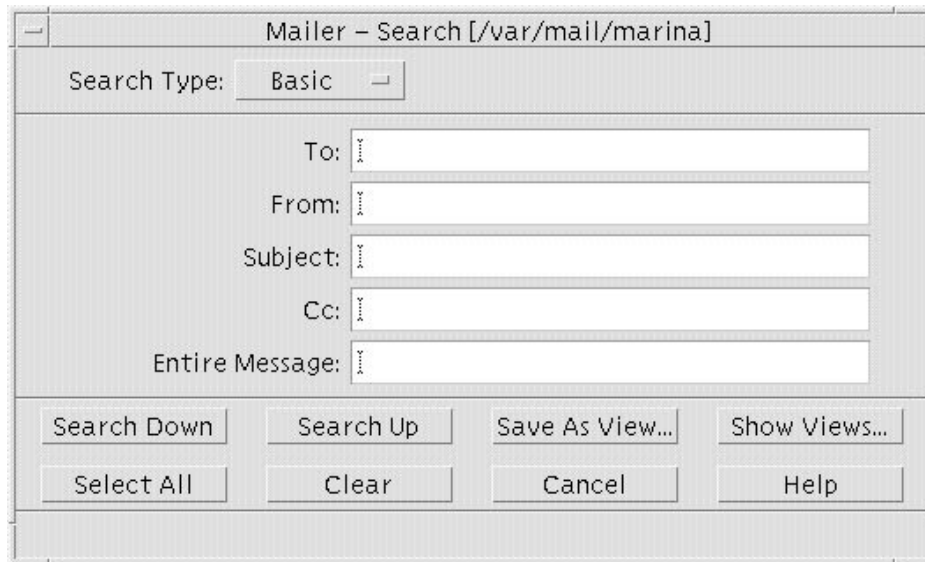 Mailer – Search [/var/mail/marina]
Search Type: Basic
To:
From:
Subject:
Cc:
Entire Message:
Search Down Search Up Save As View... Show Views...
Select All Clear Cancel Help